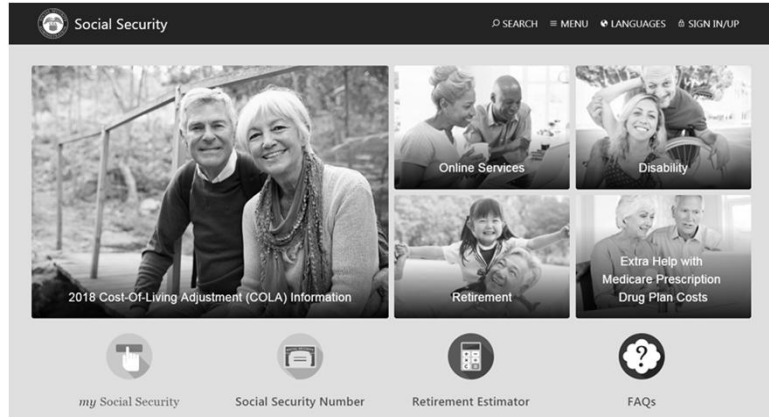 Social Security
SEARCH MENU LANGUAGES SIGN IN/UP
Online Services
Disability
2018 Cost-Of-Living Adjustment (COLA) Information
Retirement
Extra Help with
Medicare Prescription
Drug Plan Costs
my Social Security
Social Security Number
Retirement Estimator
FAQs